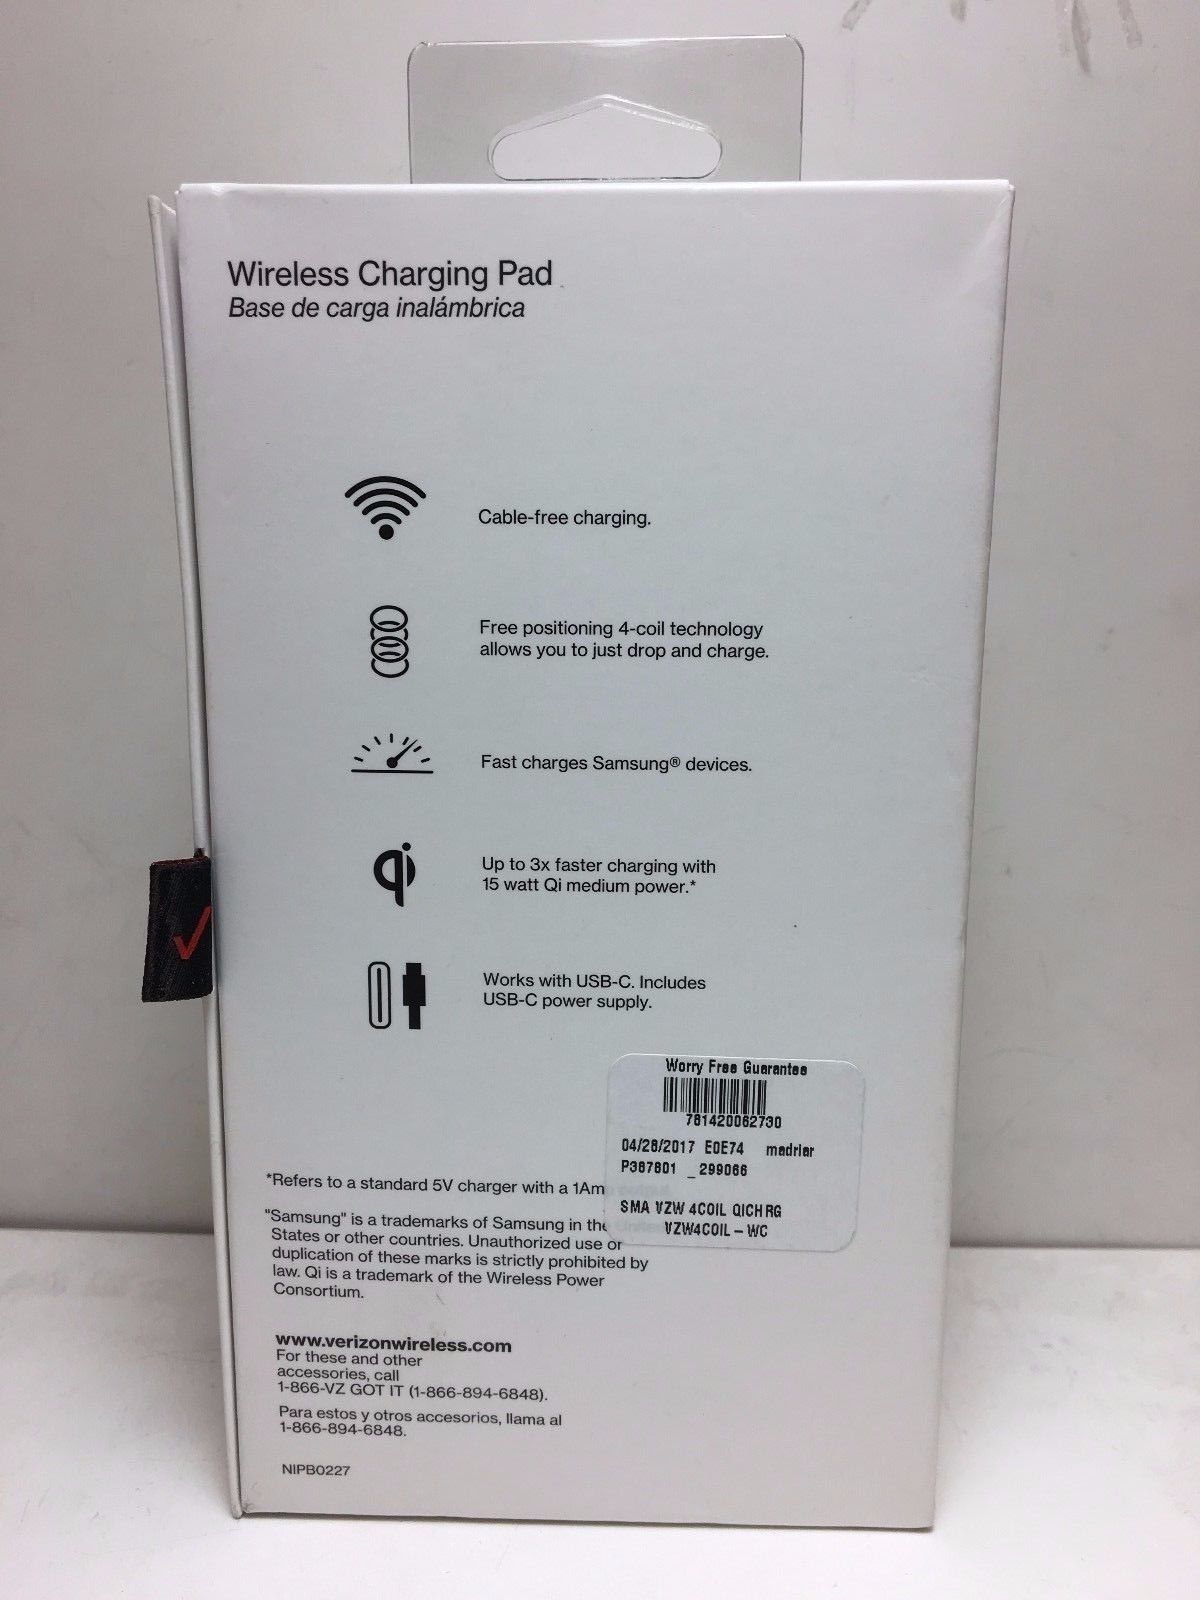 Wireless Charging Pad
Base de carga inalámbrica
Cable-free charging.
Free positioning 4-coil technology
allows you to just drop and charge.
Fast charges Samsung® devices.
qi
Up to 3x faster charging with
15 watt Qi medium power.*
Works with USB-C. Includes
USB-C power supply.
Worry Free Guarantee
781420062730
04/28/2017 E0E74 madriar
P367801 _299066
SMA VZW 4COIL QICHRG
VZW4COIL-WC
*Refers to a standard 5V charger with a 1Am
"Samsung" is a trademarks of Samsung in the
States or other countries. Unauthorized use or
duplication of these marks is strictly prohibited by
law. Qi is a trademark of the Wireless Power
Consortium.
www.verizonwireless.com
For these and other
accessories, call
1-866-VZ GOT IT (1-866-894-6848).
Para estos y otros accesorios, llama al
1-866-894-6848.
NIPB0227